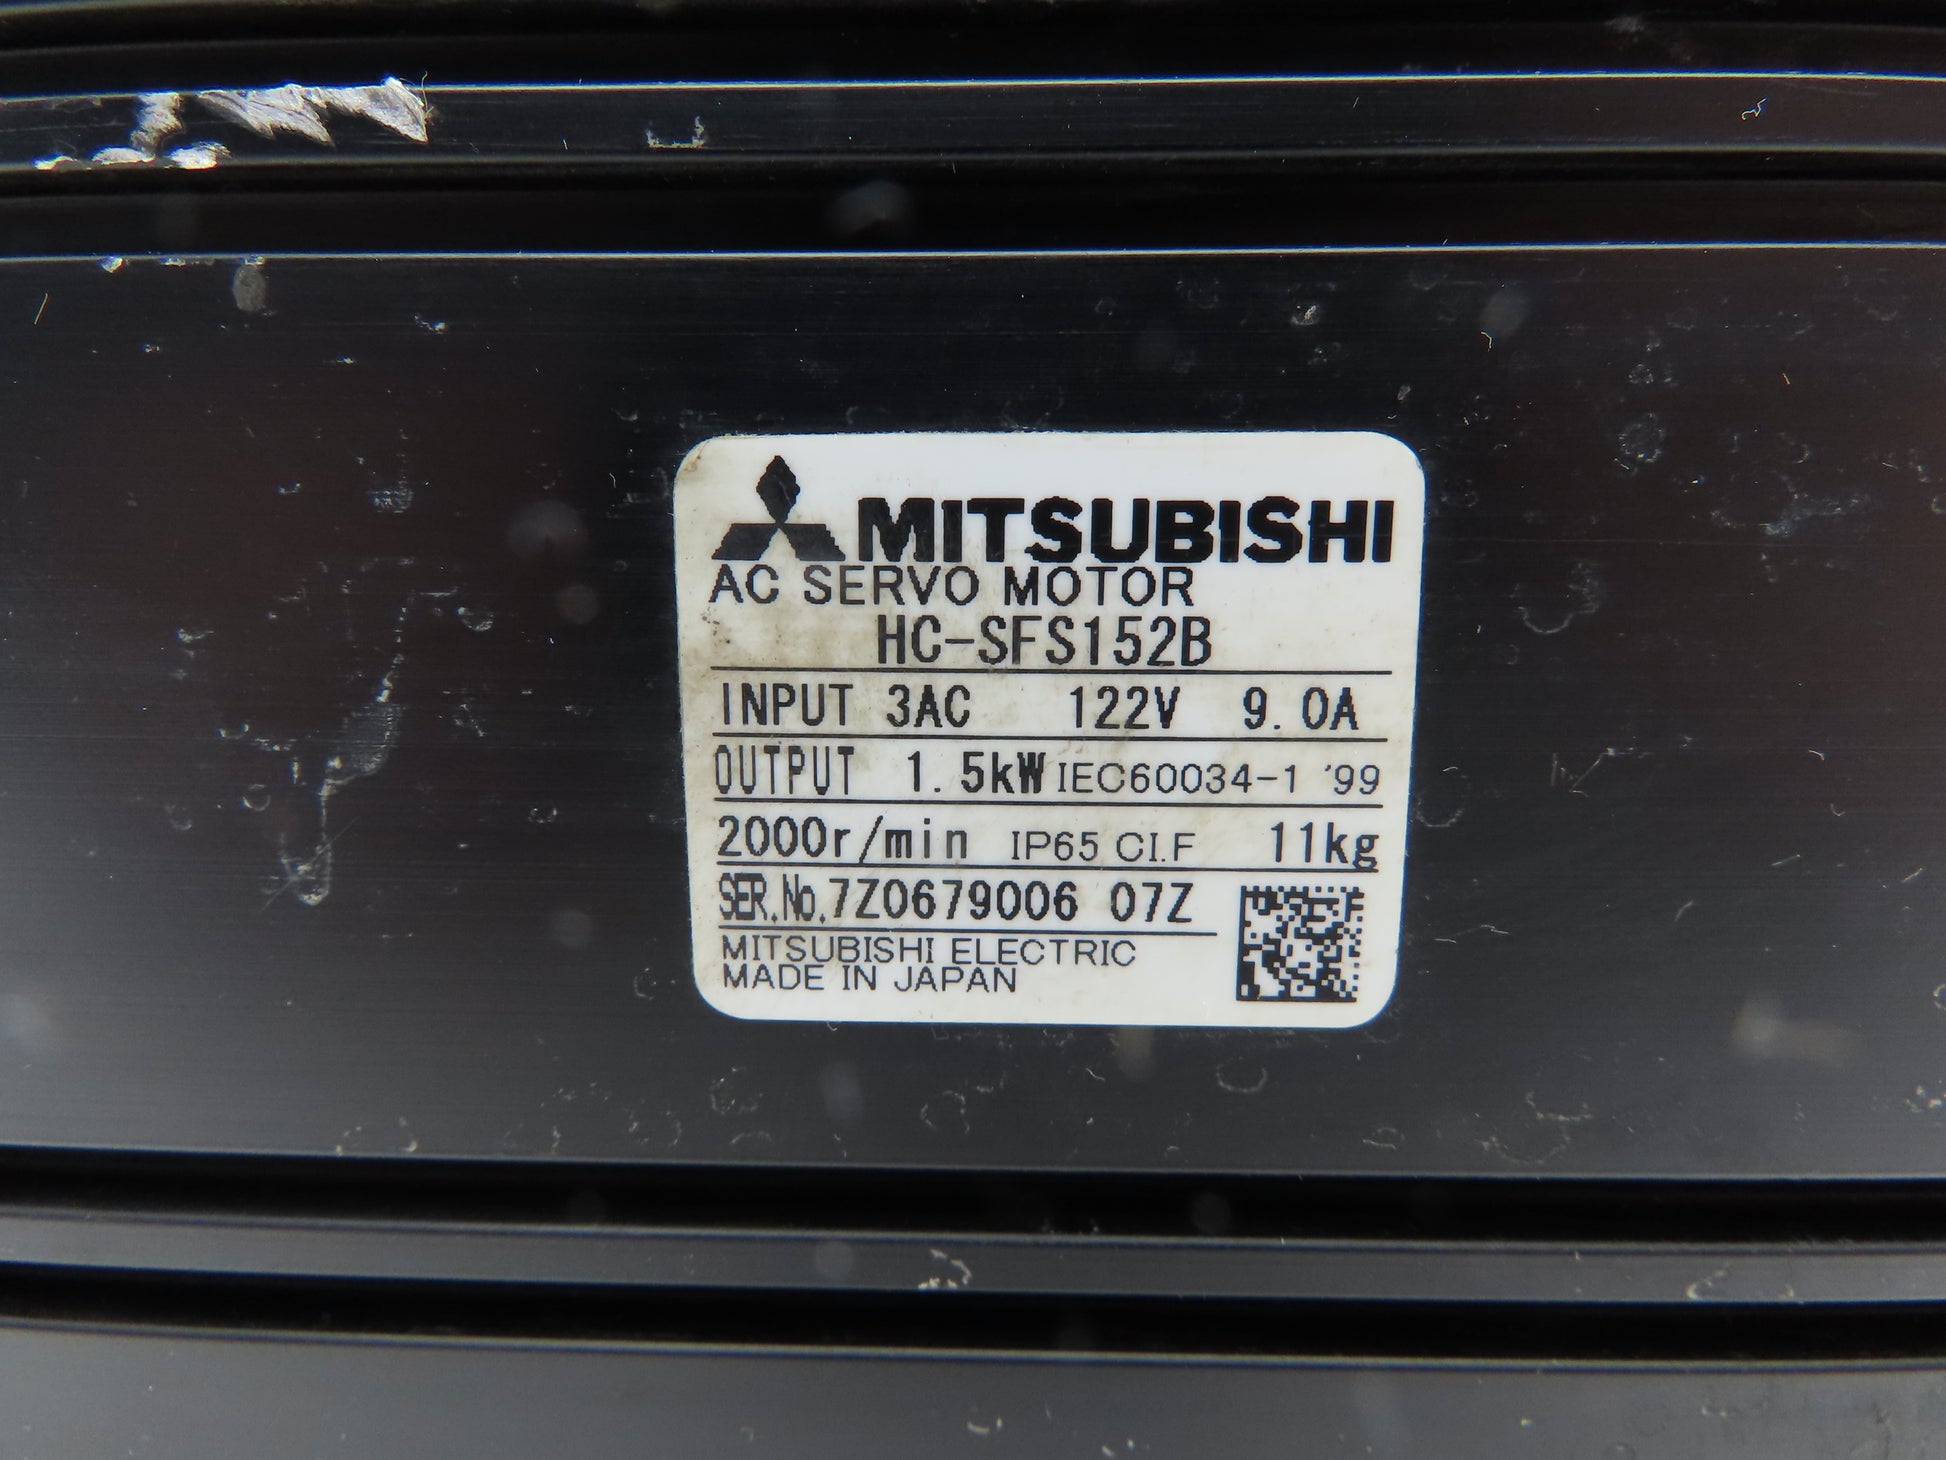 MITSUBISHI
AC SERVO MOTOR
HC-SFS152B
INPUT 3AC 122V 9.0A
OUTPUT 1.5kW IEC60034-1 '99
2000r/min IP65 CI.F 11kg
SER.No.7Z0679006 07Z
MITSUBISHI ELECTRIC
MADE IN JAPAN